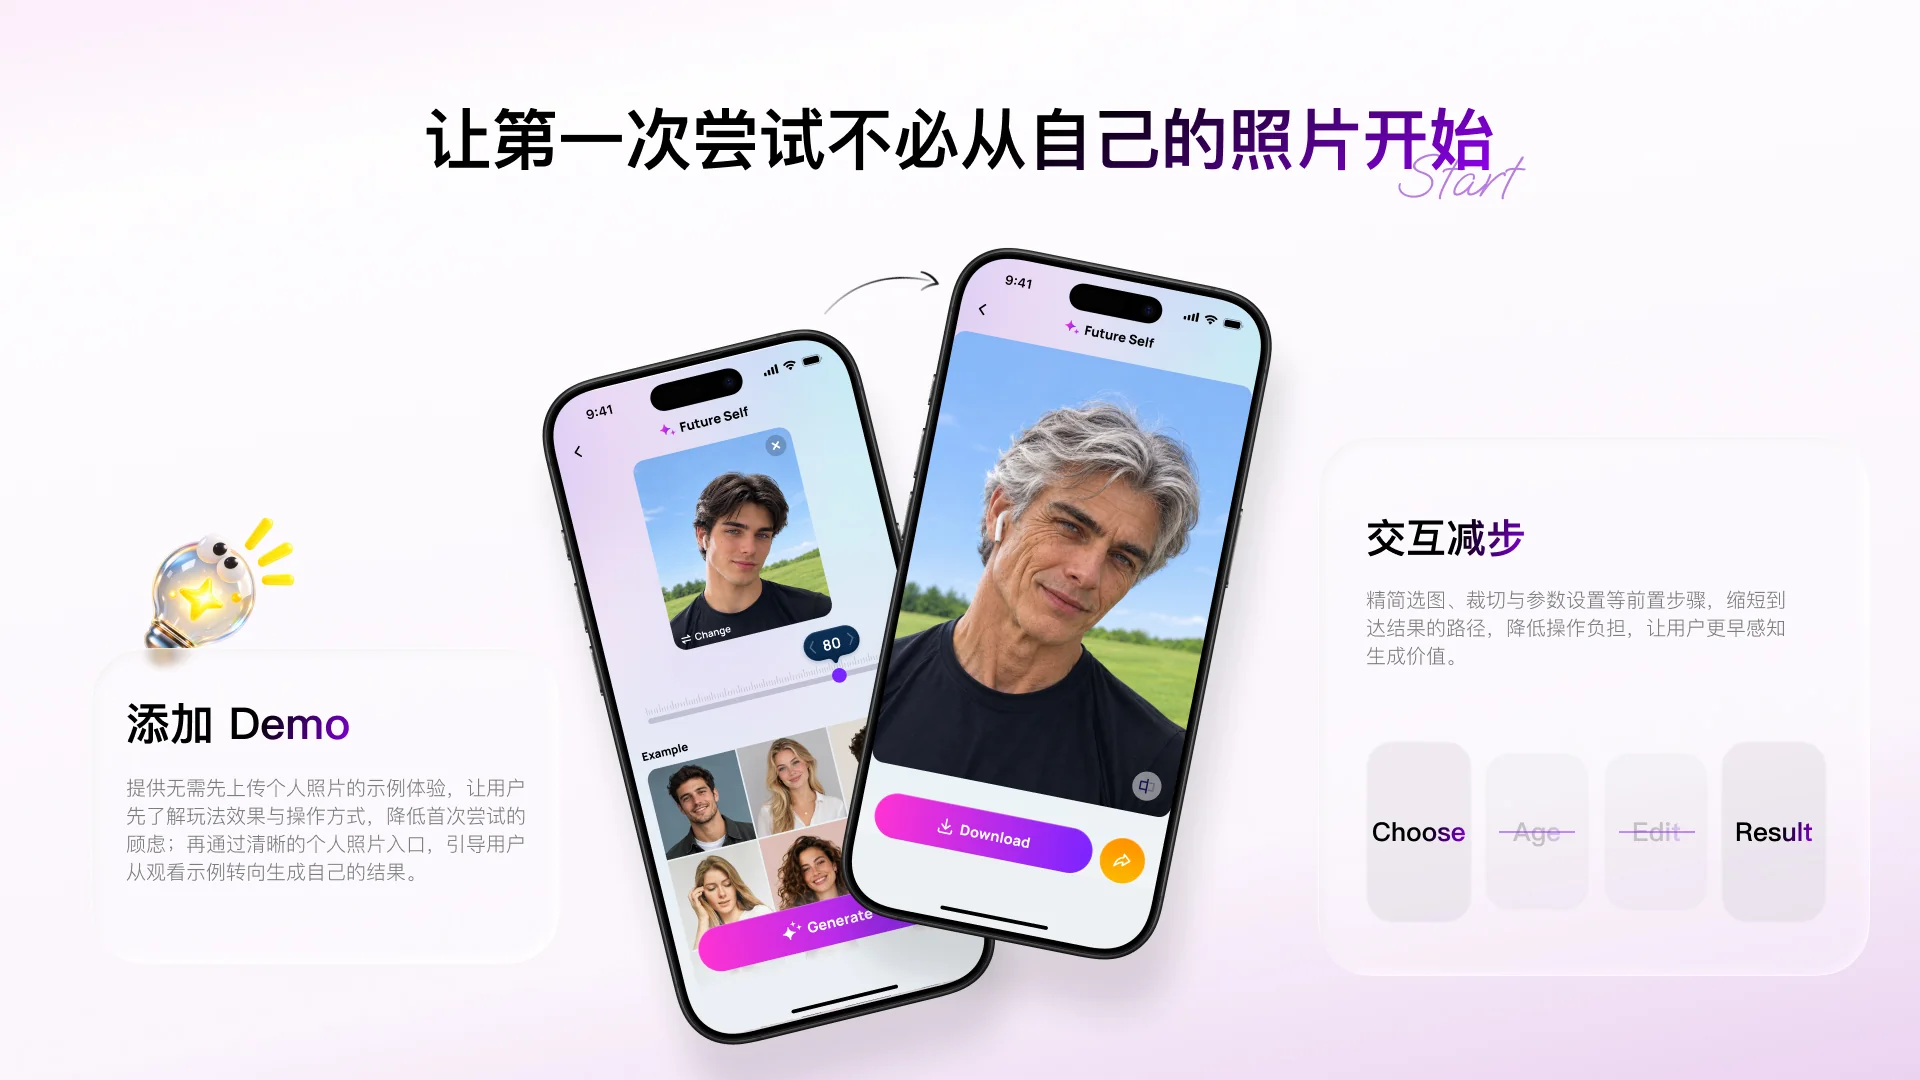 让第一次尝试不必从自己的照片开始
Start
添加 Demo
提供无需先上传个人照片的示例体验，让用户
先了解玩法效果与操作方式，降低首次尝试的
顾虑；再通过清晰的个人照片入口，引导用户
从观看示例转向生成自己的结果。
9:41
Future Self
Change
80
Example
Generate
9:41
Future Self
Download
交互减步
精简选图、裁切与参数设置等前置步骤，缩短到
达结果的路径，降低操作负担，让用户更早感知
生成价值。
Choose
Age
Edit
Result